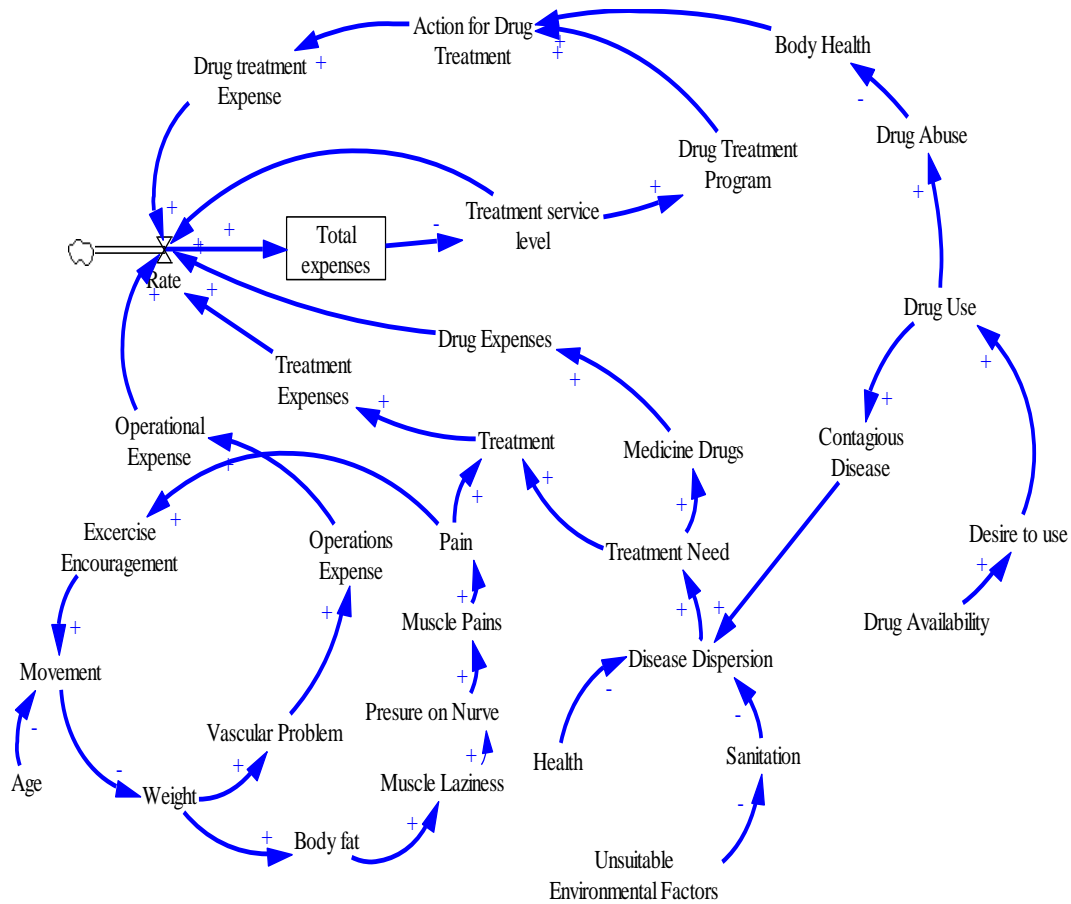 Action for Drug
Treatment
Body Health
Drug treatment
Expense
+
+
+
-
Drug Abuse
Drug Treatment
Program
+
+
+
Treatment service
level
+
+
-
Total
expenses
+
Rate
+
+
Drug Use
Drug Expenses
+
Treatment
Expenses
+
+
+
Operational
Expense
Treatment
Medicine Drugs
Contagious
Disease
+
+
+
+
+
Excercise
Encouragement
Operations
Expense
Pain
Treatment Need
Desire to use
+
+
+
+
+
Muscle Pains
Drug Availability
+
Movement
+
Disease Dispersion
-
-
Presure on Nurve
-
Vascular Problem
+
Sanitation
Health
-
+
Age
Weight
Muscle Laziness
-
+
+
Body fat
Unsuitable
Environmental Factors